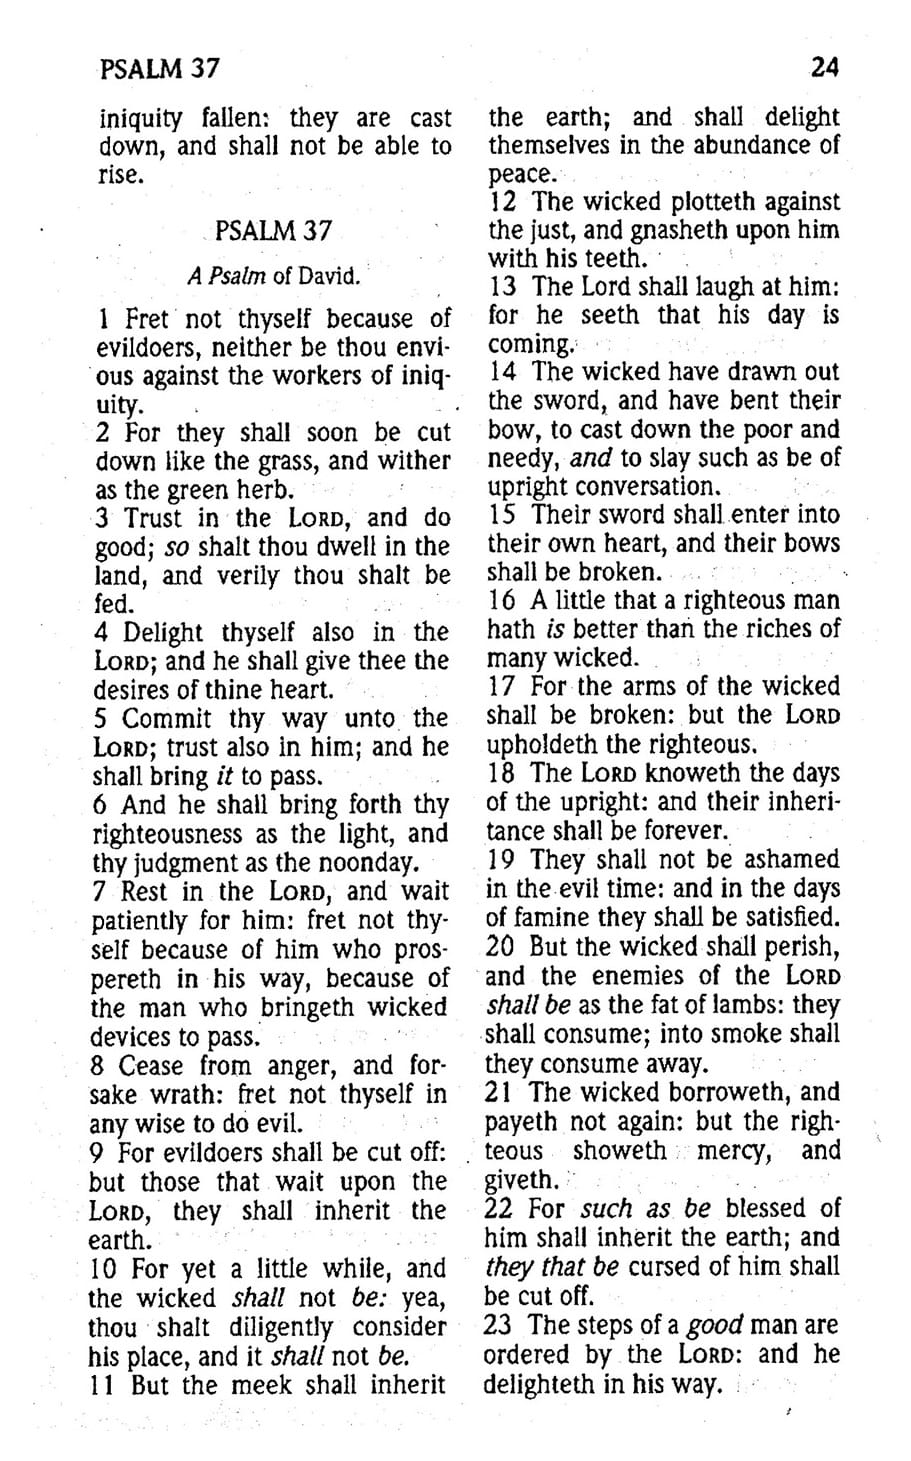 PSALM 37
24
iniquity fallen: they are cast
down, and shall not be able to
rise.
PSALM 37
A Psalm of David.
1 Fret not thyself because of
evildoers, neither be thou envi-
ous against the workers of iniq-
uity.
2 For they shall soon be cut
down like the grass, and wither
as the green herb.
3 Trust in the LORD, and do
good; so shalt thou dwell in the
land, and verily thou shalt be
fed.
4 Delight thyself also in the
LORD; and he shall give thee the
desires of thine heart.
5 Commit thy way unto the
LORD; trust also in him; and he
shall bring it to pass.
6 And he shall bring forth thy
righteousness as the light, and
thy judgment as the noonday.
7 Rest in the LORD, and wait
patiently for him: fret not thy-
self because of him who pros-
pereth in his way, because of
the man who bringeth wicked
devices to pass.
8 Cease from anger, and for-
sake wrath: fret not thyself in
any wise to do evil.
9 For evildoers shall be cut off:
but those that wait upon the
LORD, they shall inherit the
earth.
10 For yet a little while, and
the wicked shall not be: yea,
thou shalt diligently consider
his place, and it shall not be.
11 But the meek shall inherit
the earth; and shall delight
themselves in the abundance of
peace.
12 The wicked plotteth against
the just, and gnasheth upon him
with his teeth.
13 The Lord shall laugh at him:
for he seeth that his day is
coming.
14 The wicked have drawn out
the sword, and have bent their
bow, to cast down the poor and
needy, and to slay such as be of
upright conversation.
15 Their sword shall enter into
their own heart, and their bows
shall be broken.
16 A little that a righteous man
hath is better than the riches of
many wicked.
17 For the arms of the wicked
shall be broken: but the LORD
upholdeth the righteous.
18 The LORD knoweth the days
of the upright: and their inheri-
tance shall be forever.
19 They shall not be ashamed
in the evil time: and in the days
of famine they shall be satisfied.
20 But the wicked shall perish,
and the enemies of the LORD
shall be as the fat of lambs: they
shall consume; into smoke shall
they consume away.
21 The wicked borroweth, and
payeth not again: but the righ-
teous showeth mercy, and
giveth.
22 For such as be blessed of
him shall inherit the earth; and
they that be cursed of him shall
be cut off.
23 The steps of a good man are
ordered by the LORD: and he
delighteth in his way.